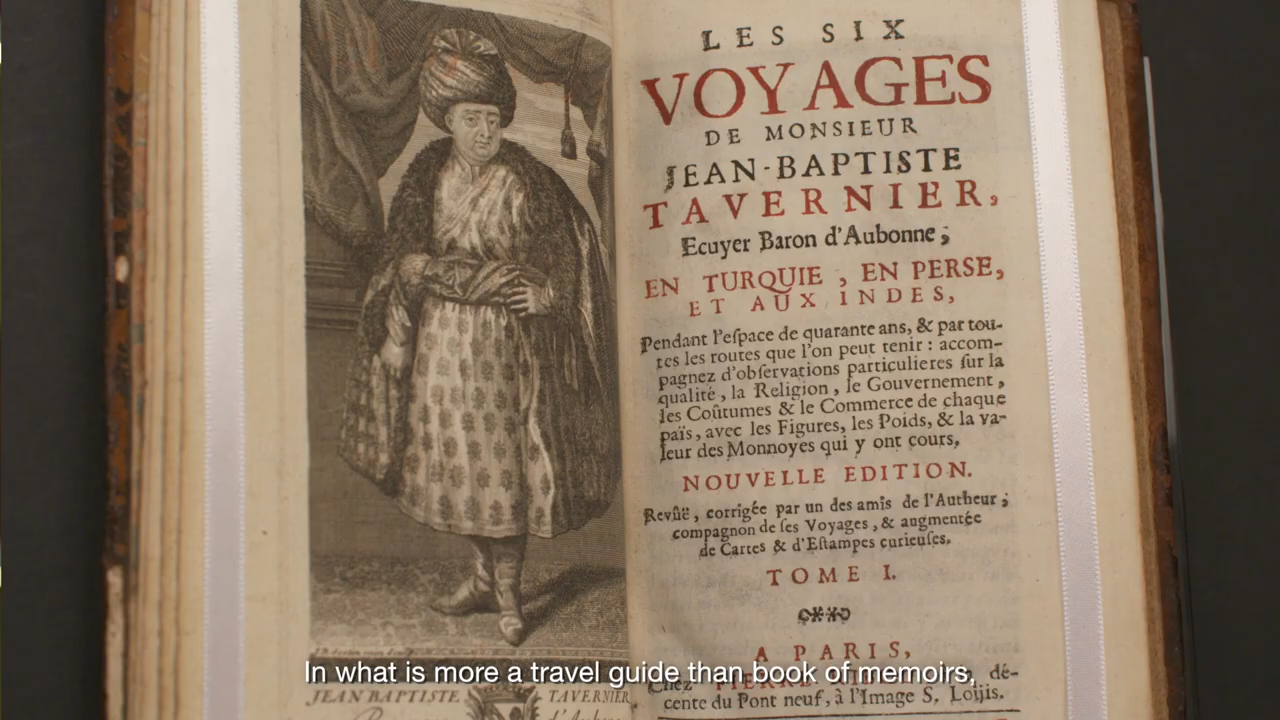 LES SIX
VOYAGES
DE MONSIEUR
JEAN-BAPTISTE
TAVERNIER,
Ecuyer Baron d'Aubonne;
EN TURQUIE, EN PERSE,
ET AUX INDES,
Pendant l'eſpace de quarante ans, & par tou-
tes les routes que l'on peut tenir : accom-
pagnez d'obſervations particulieres ſur la
qualité, la Religion, le Gouvernement,
les Coûtumes & le Commerce de chaque
païs, avec les Figures, les Poids, & la va-
leur des Monnoyes qui y ont cours.
NOUVELLE EDITION.
Revûë, corrigée par un des amis de l'Autheur;
compagnon de ſes Voyages, & augmentée
de Cartes & d'Eſtampes curieuſes.
TOME I.
A PARIS,
Chez dé-
cente du Pont neuf, à l'Image S. Loüis.
JEAN BAPTISTE TAVERNIER
d'Aubonne
In what is more a travel guide than book of memoirs,